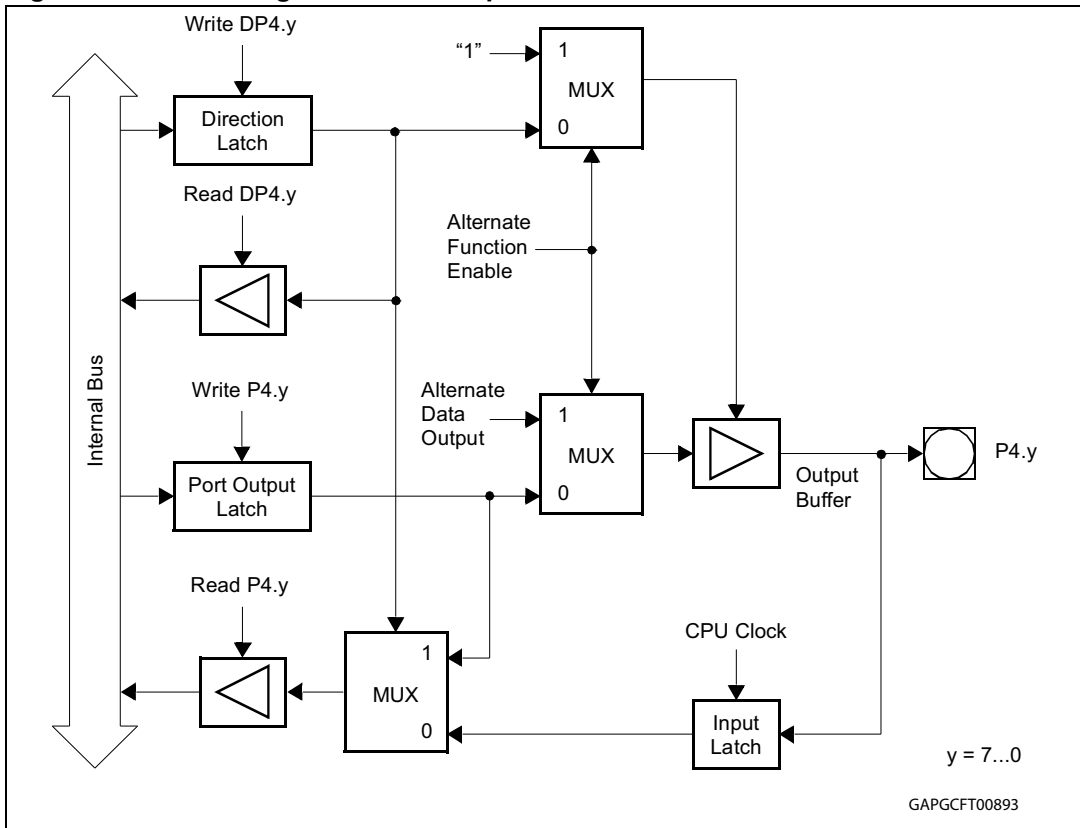 Write DP4.y
“1”
1
MUX
0
Direction
Latch
Read DP4.y
Alternate
Function
Enable
Internal Bus
Write P4.y
Alternate
Data
Output
1
MUX
0
P4.y
Output
Buffer
Port Output
Latch
Read P4.y
CPU Clock
1
MUX
0
Input
Latch
y = 7...0
GAPGCFT00893